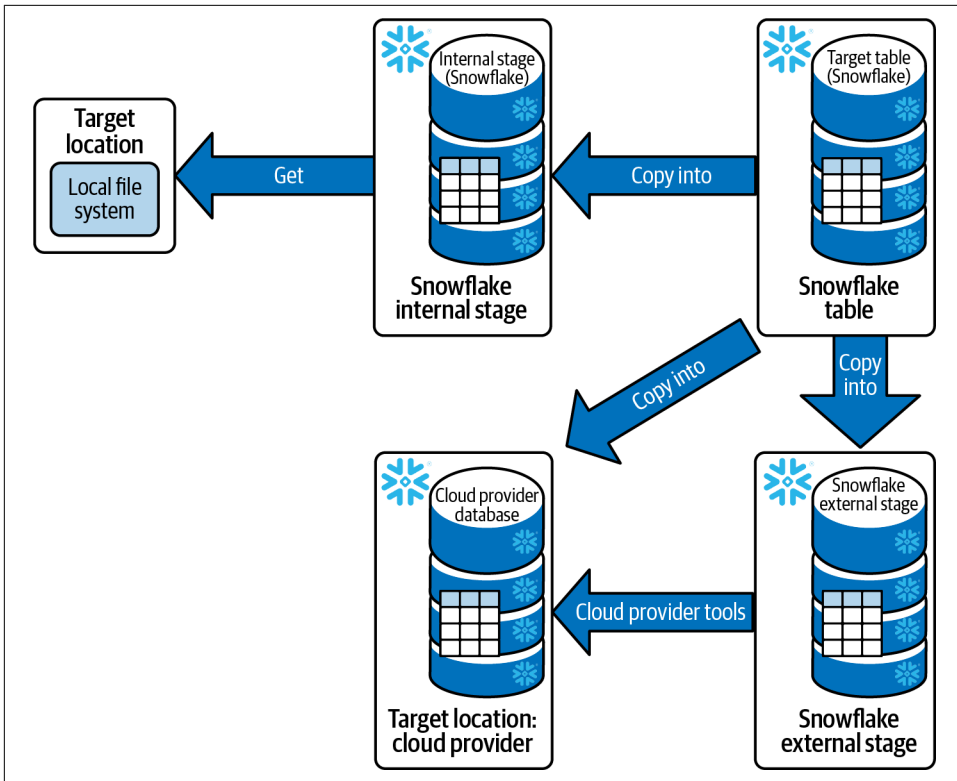 Internal stage
(Snowflake)
Target table
(Snowflake)
Target
location
Local file
system
Get
Copy into
Snowflake
internal stage
Snowflake
table
Copy into
Copy
into
Cloud provider
database
Snowflake
external stage
Cloud provider tools
Target location:
cloud provider
Snowflake
external stage